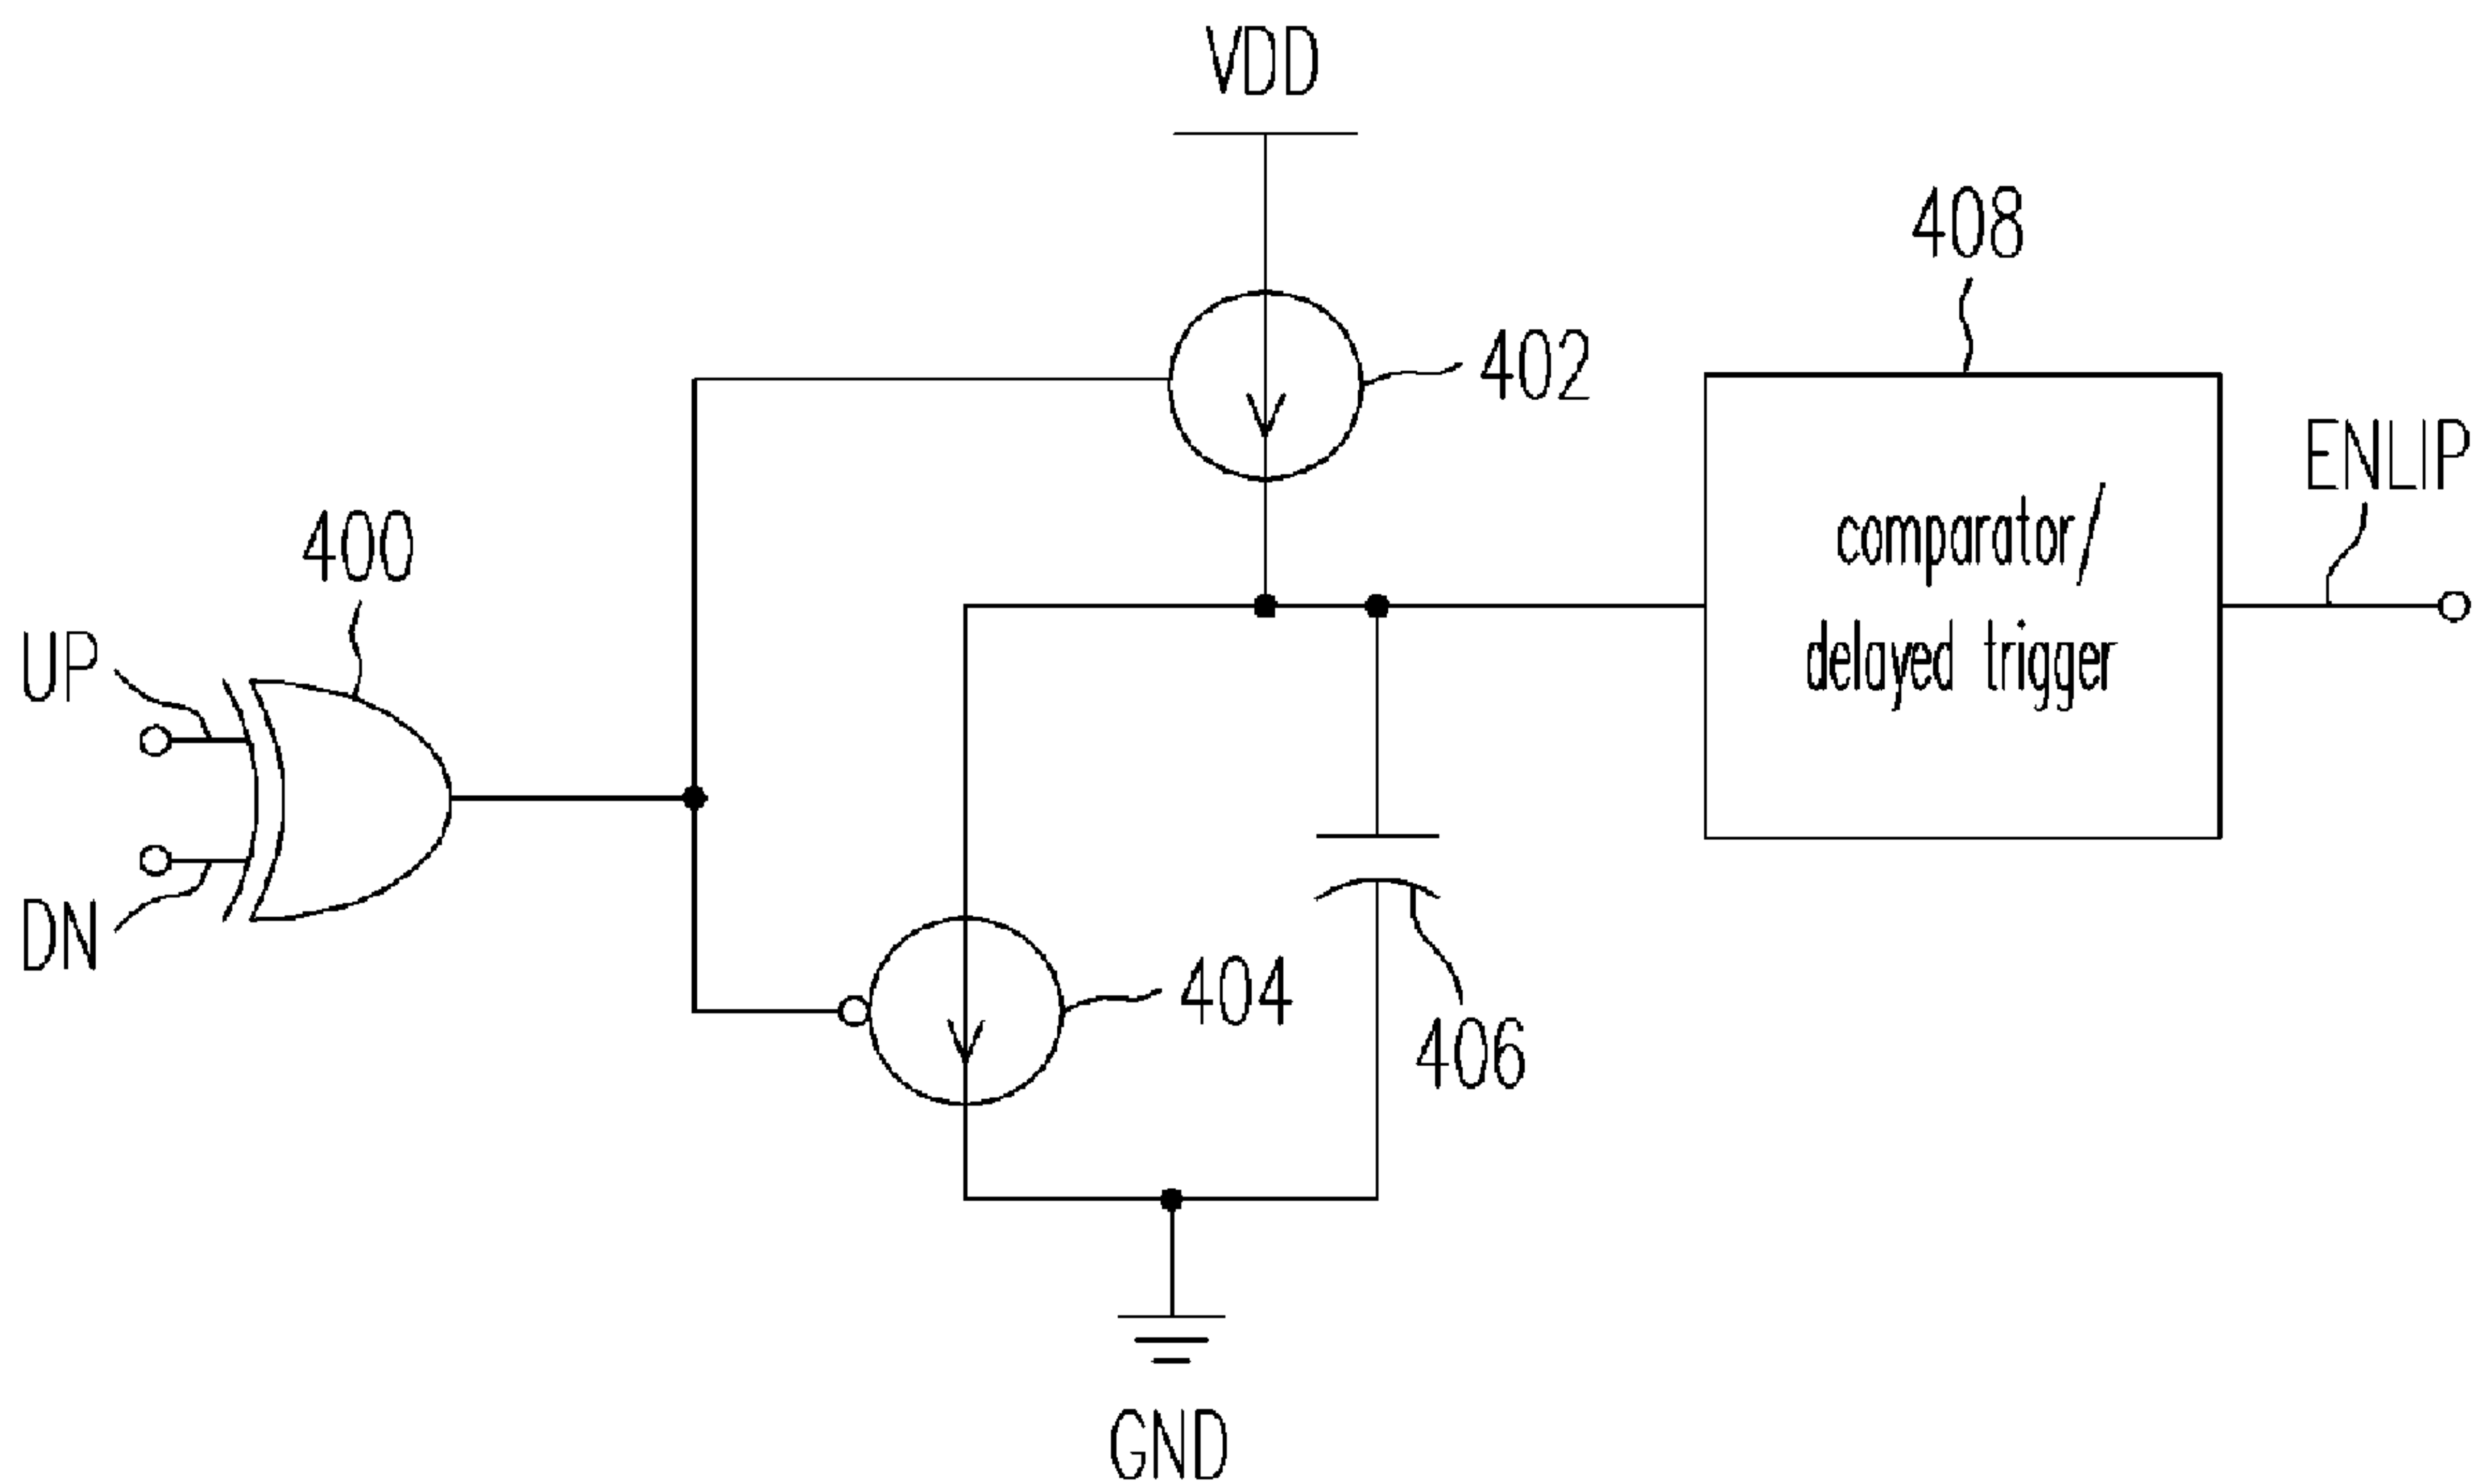 VDD
408
402
ENLIP
comparator/
delayed trigger
400
UP
DN
404
406
GND